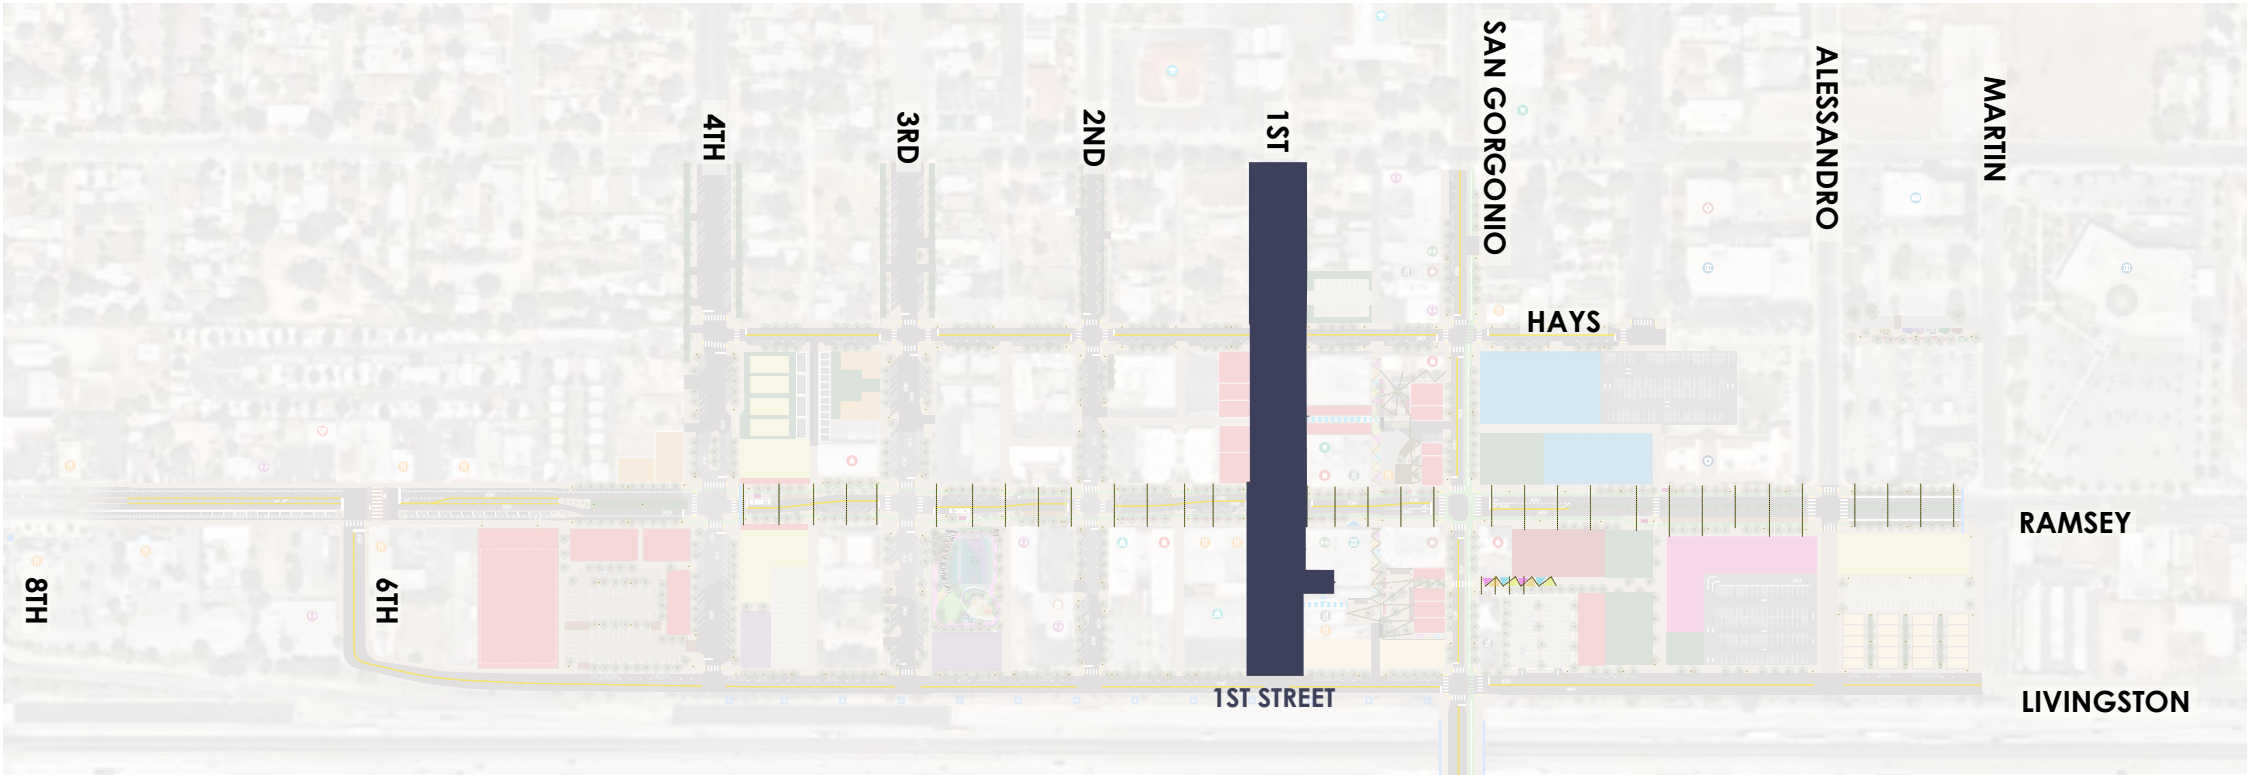 SAN GORGONIO
ALESSANDRO
MARTIN
4TH
3RD
2ND
1ST
HAYS
RAMSEY
8TH
6TH
1ST STREET
LIVINGSTON